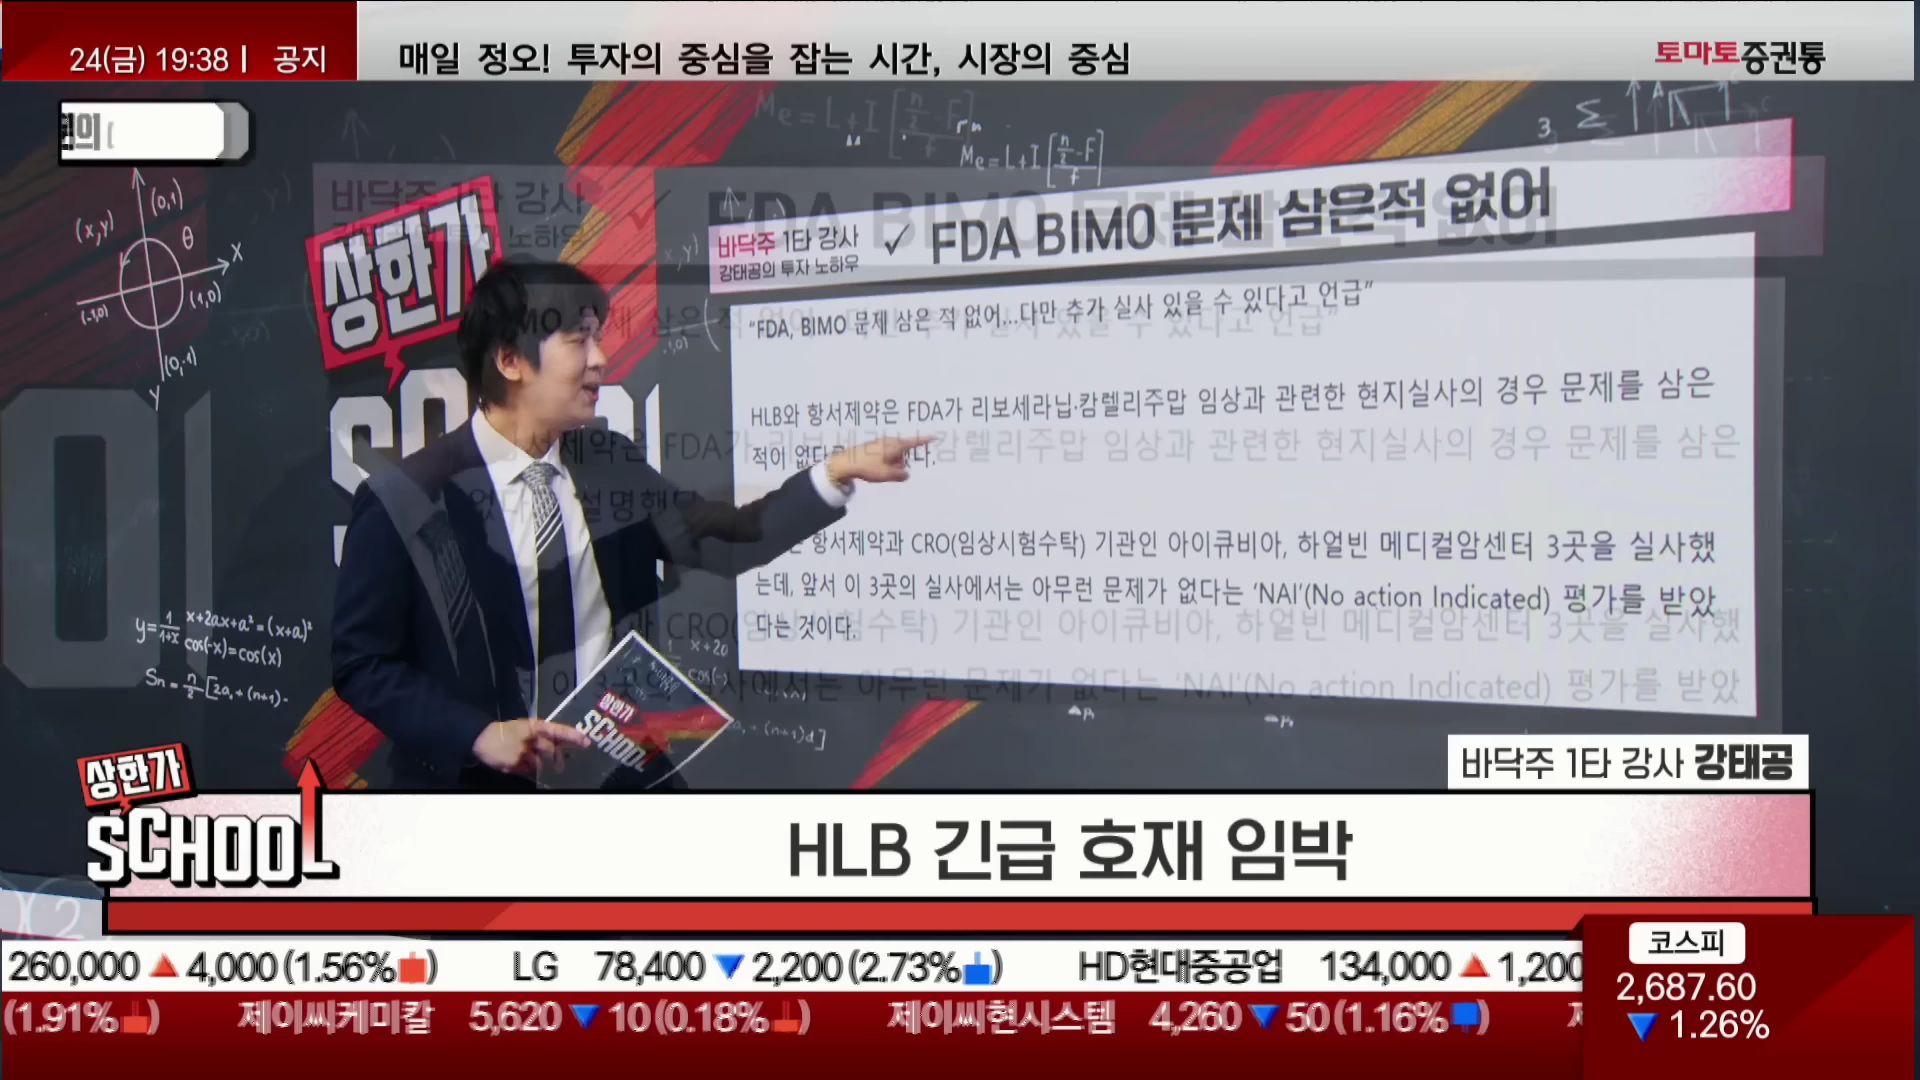 24(금) 19:38 | 공지
매일 정오! 투자의 중심을 잡는 시간, 시장의 중심
토마토증권통
상한가
바닥주 1타 강사
강태공의 투자 노하우
✓ FDA BIMO 문제 삼은적 없어
“FDA, BIMO 문제 삼은 적 없어...다만 추가 실사 있을 수 있다고 언급”
HLB와 항서제약은 FDA가 리보세라닙·캄렐리주맙 임상과 관련한 현지실사의 경우 문제를 삼은
적이 없다
항서제약과 CRO(임상시험수탁) 기관인 아이큐비아, 하얼빈 메디컬암센터 3곳을 실사했
는데, 앞서 이 3곳의 실사에서는 아무런 문제가 없다는 ‘NAI’(No action Indicated) 평가를 받았
다는 것이다.
(x,y)
(0,1)
θ
X
(1,0)
(-1,0)
(0,-1)
Y
상한가
SCHOOL
바닥주 1타 강사 강태공
상한가
SCHOOL
HLB 긴급 호재 임박
260,000 ▲ 4,000 (1.56%) LG 78,400 ▼ 2,200 (2.73%) HD현대중공업 134,000 ▲ 1,200
(1.91%) 제이씨케미칼 5,620 ▼ 10 (0.18%) 제이씨현시스템 4,260 ▼ 50 (1.16%)
코스피
2,687.60
▼ 1.26%